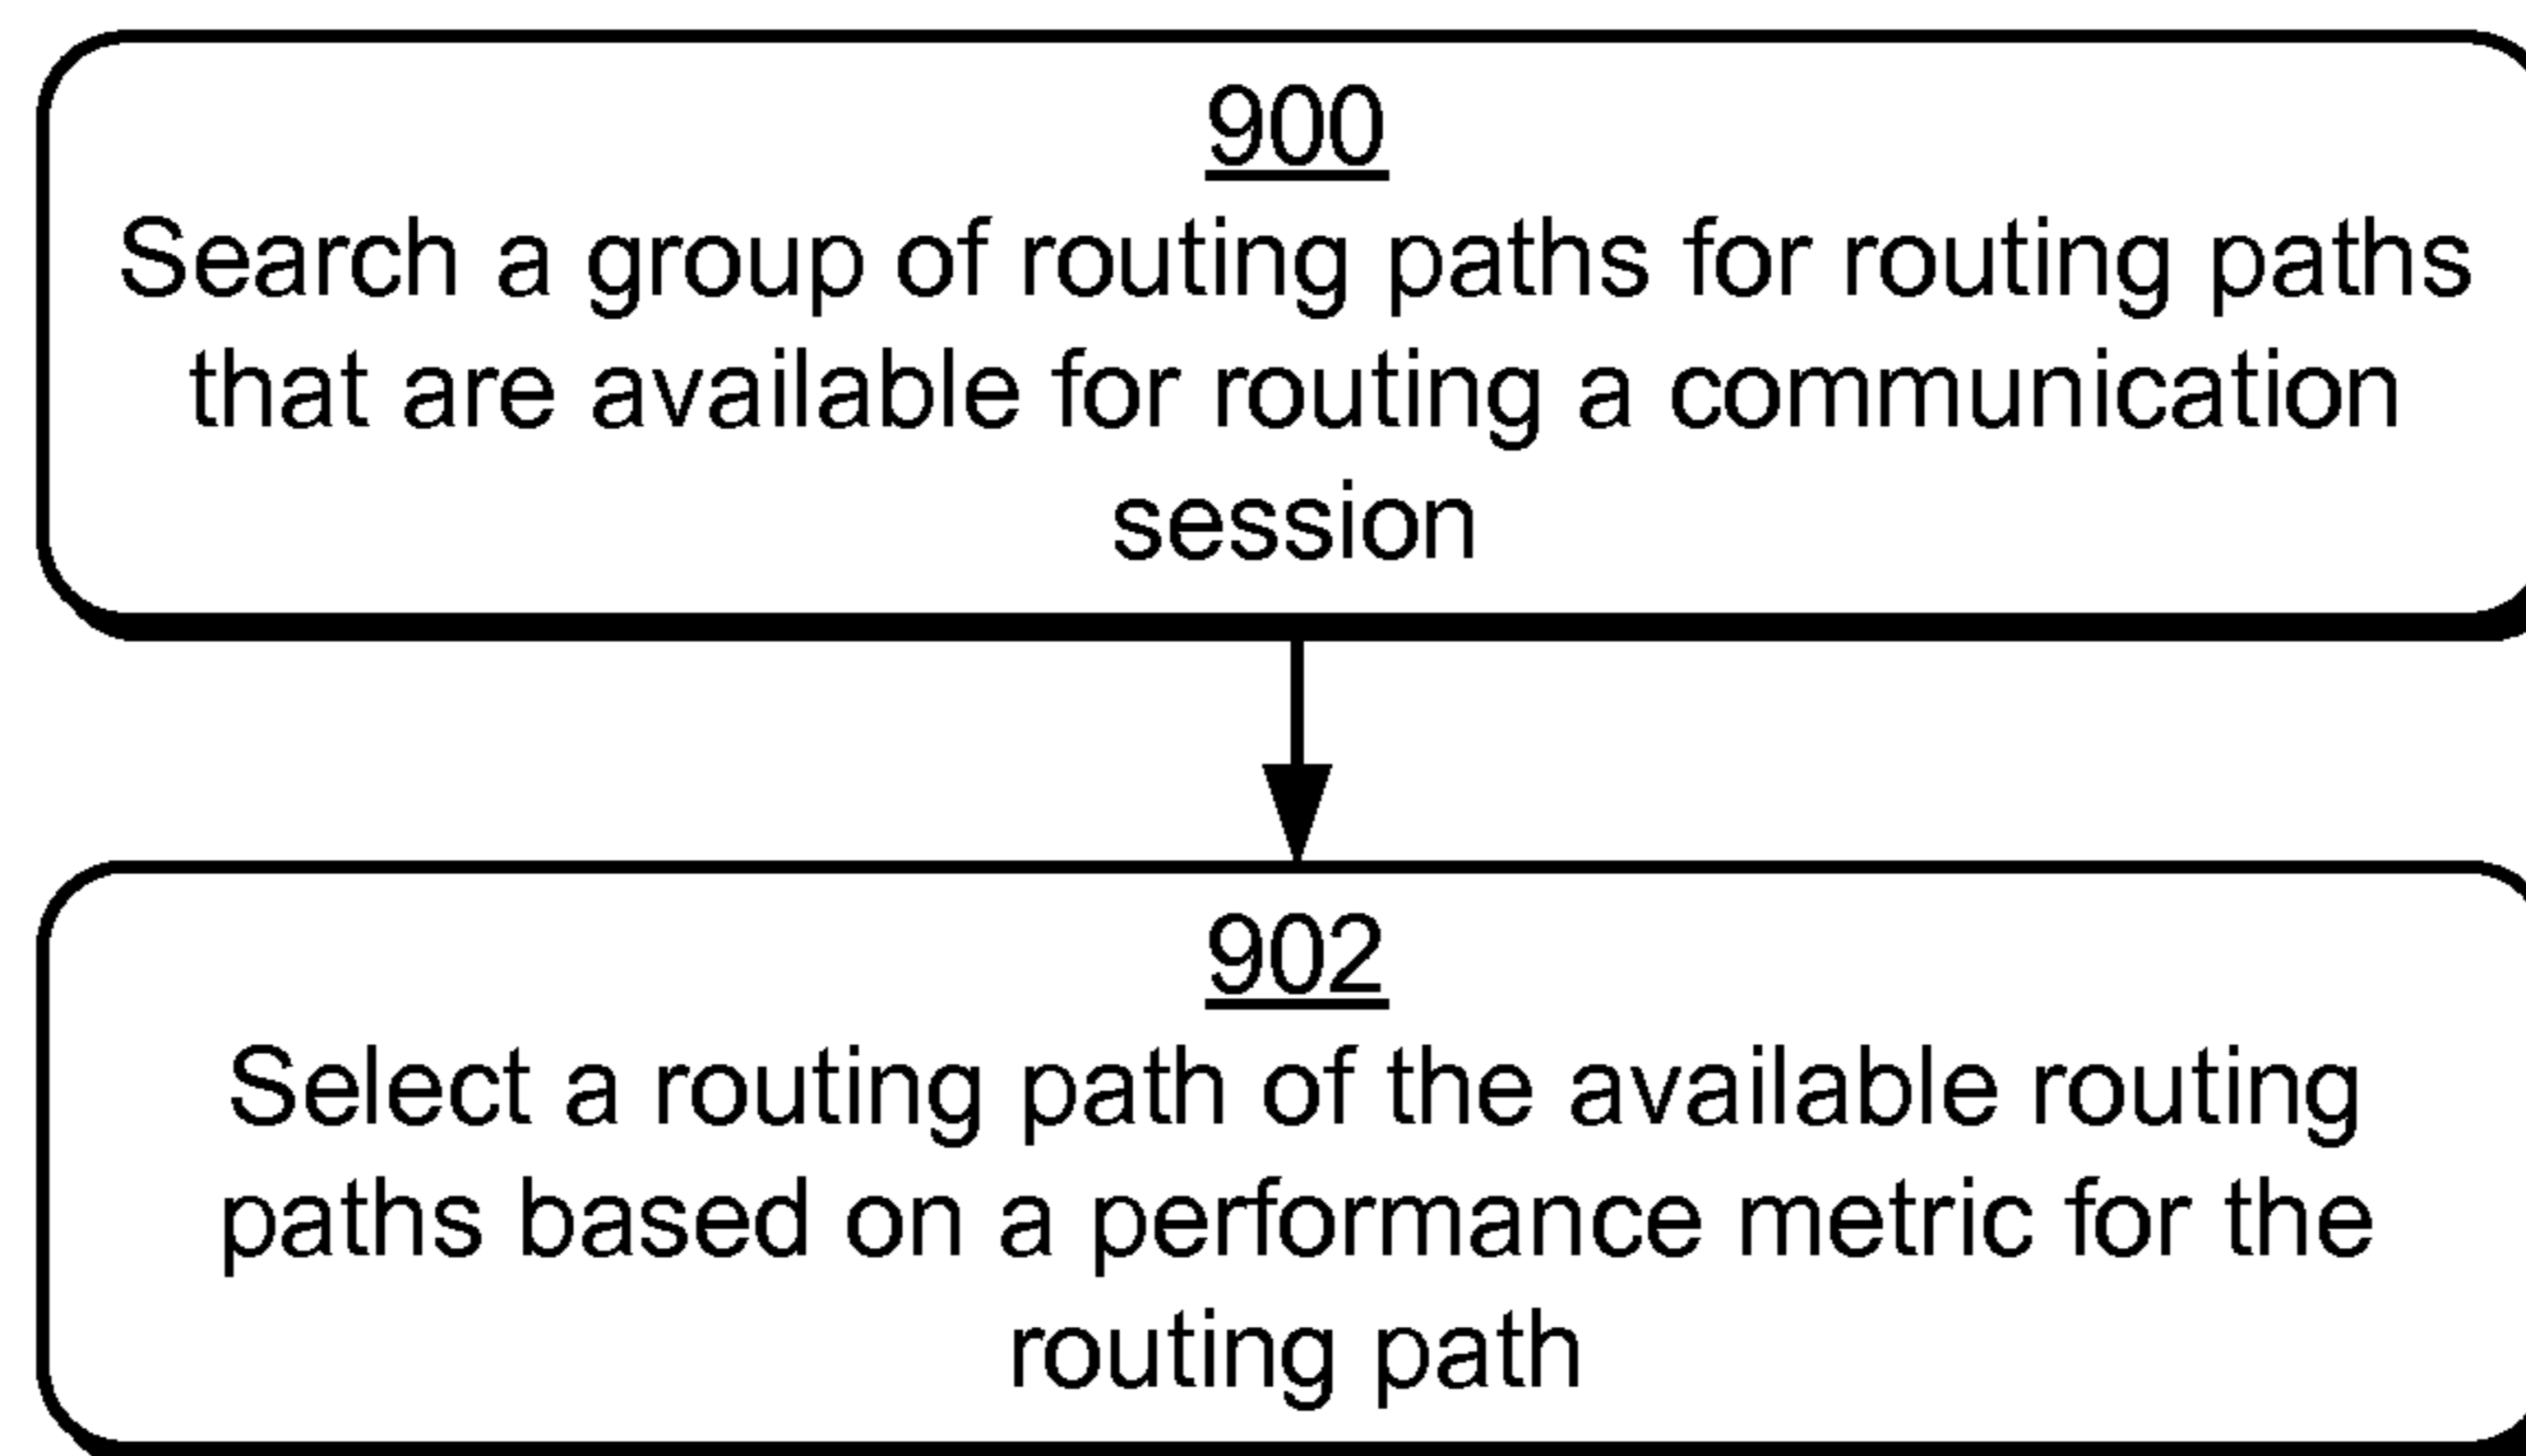 900
Search a group of routing paths for routing paths
that are available for routing a communication
session
902
Select a routing path of the available routing
paths based on a performance metric for the
routing path